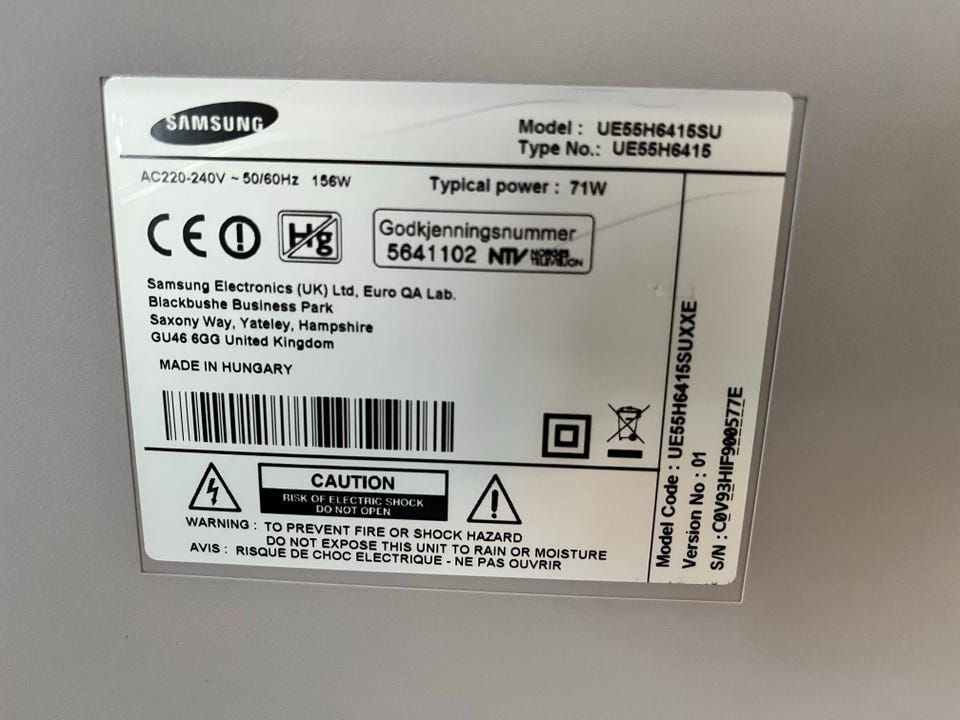 SAMSUNG
Model : UE55H6415SU
Type No.: UE55H6415
AC220-240V ~ 50/60Hz 156W
Typical power : 71W
CE
Hg
Godkjenningsnummer
5641102 NTV NORGES TELEVISJON
Samsung Electronics (UK) Ltd, Euro QA Lab.
Blackbushe Business Park
Saxony Way, Yateley, Hampshire
GU46 6GG United Kingdom
MADE IN HUNGARY
CAUTION
RISK OF ELECTRIC SHOCK
DO NOT OPEN
WARNING : TO PREVENT FIRE OR SHOCK HAZARD
DO NOT EXPOSE THIS UNIT TO RAIN OR MOISTURE
AVIS : RISQUE DE CHOC ELECTRIQUE - NE PAS OUVRIR
Model Code : UE55H6415SUXXE
Version No : 01
S/N : C0V93HIF900577E